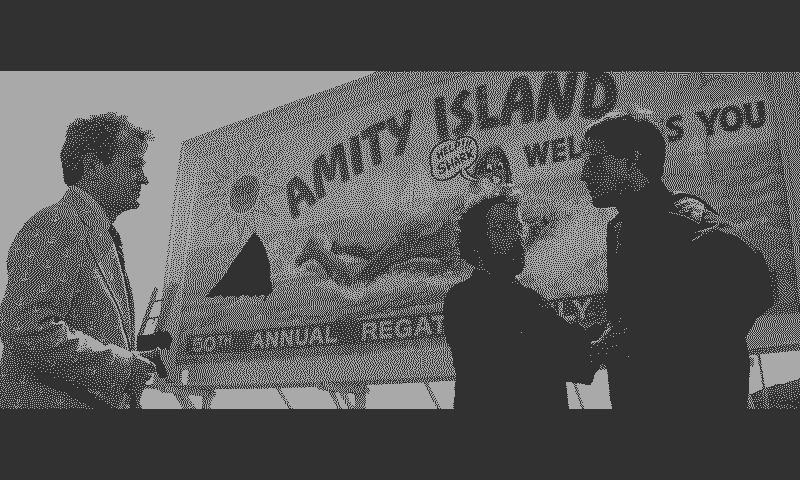 AMITY ISLAND
HELP!!
SHARK
WEL S YOU
50TH ANNUAL REGAT LY